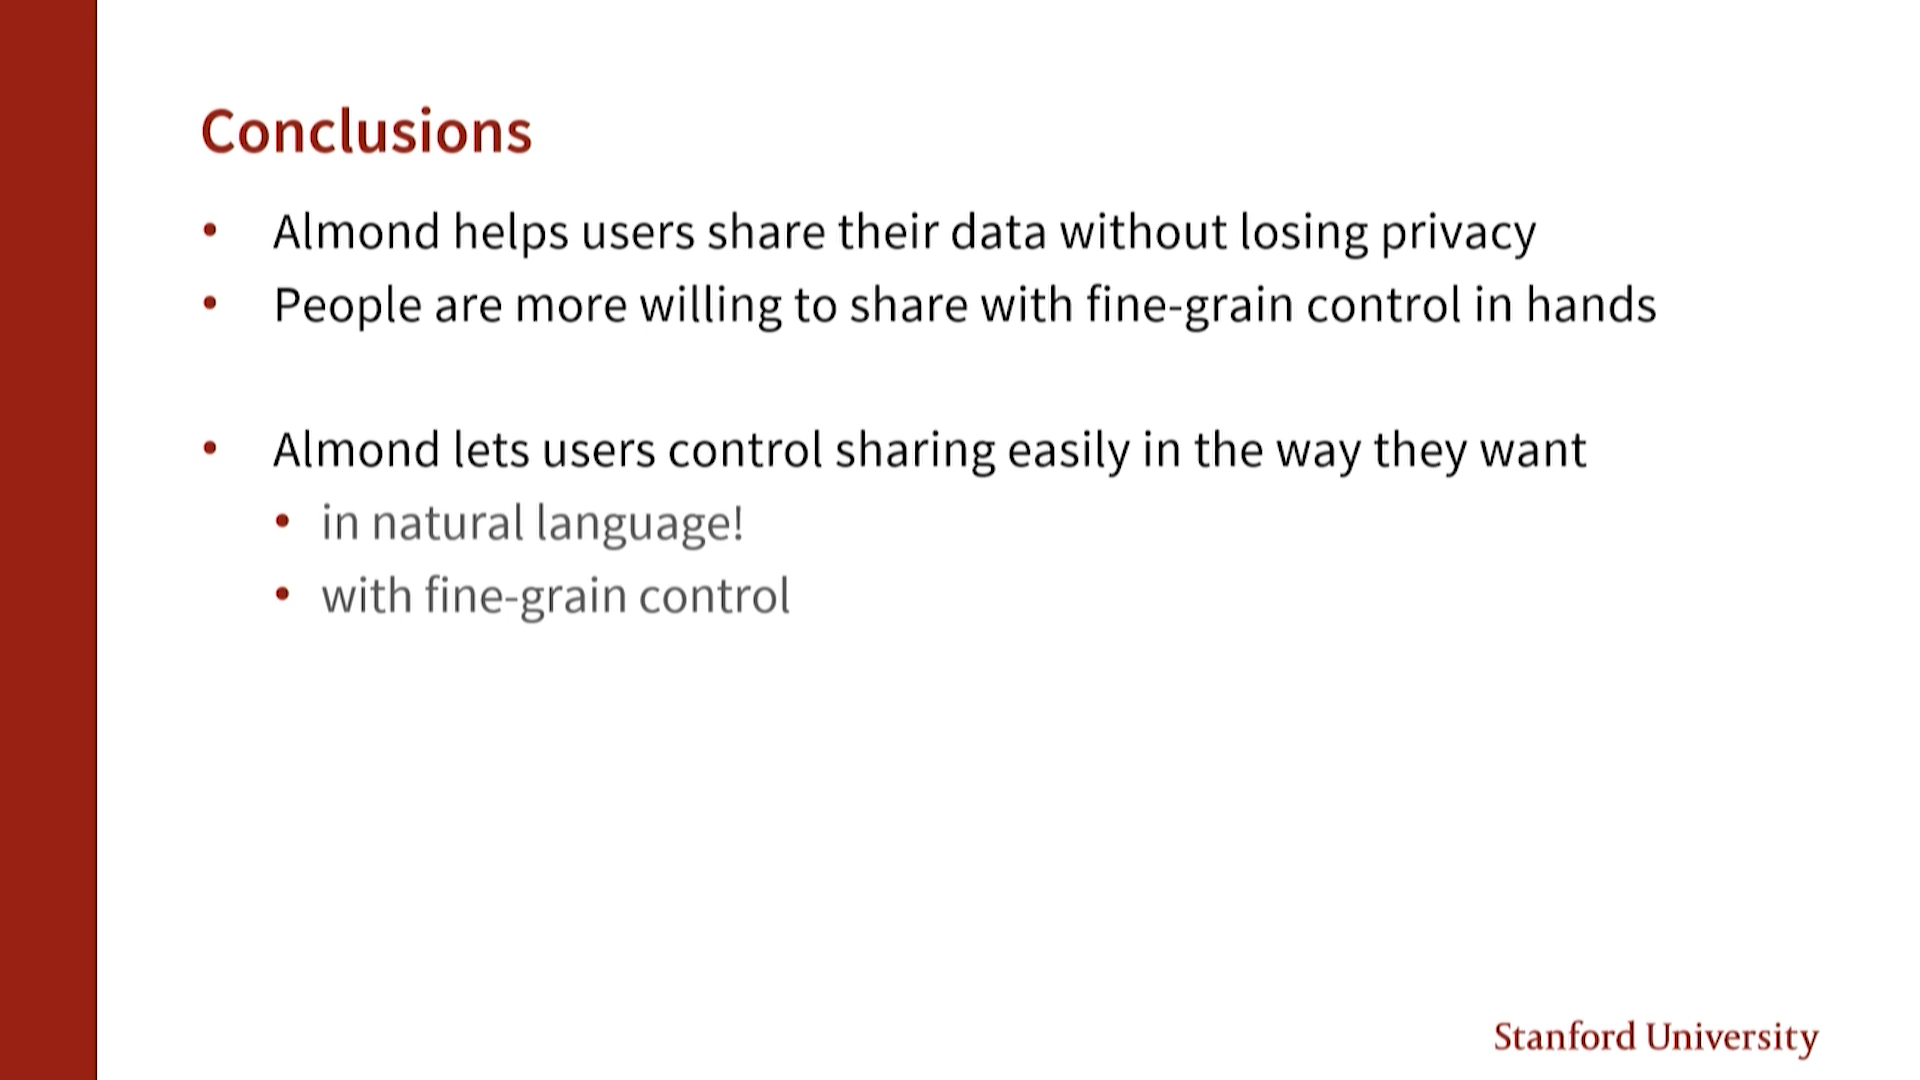 Conclusions
• Almond helps users share their data without losing privacy
• People are more willing to share with fine-grain control in hands
• Almond lets users control sharing easily in the way they want
• in natural language!
• with fine-grain control
Stanford University